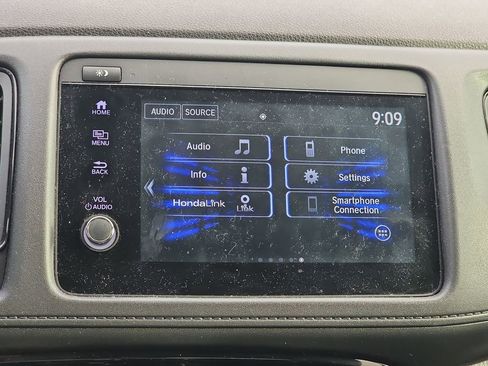 HOME
MENU
BACK
VOL
AUDIO
AUDIO SOURCE
9:09
Audio
Phone
Info
Settings
HondaLink
Link
Smartphone
Connection